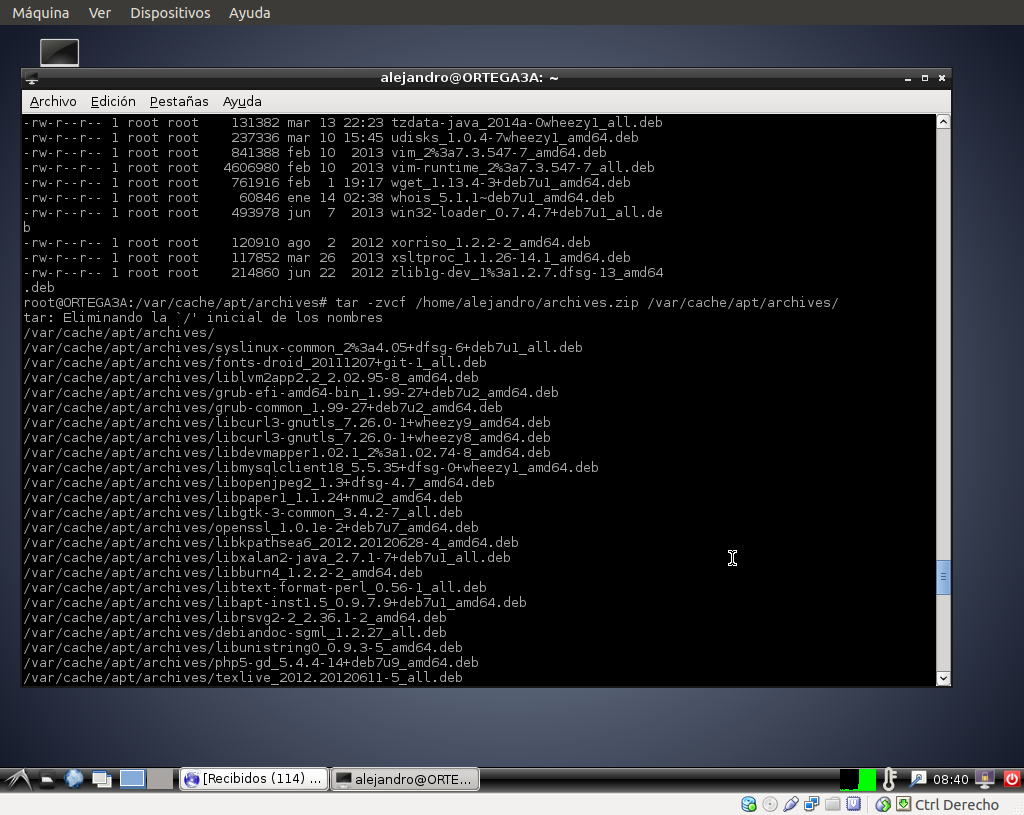 Máquina Ver Dispositivos Ayuda
alejandro@ORTEGA3A: ~
Archivo Edición Pestañas Ayuda
-rw-r--r-- 1 root root    131382 mar 13 22:23 tzdata-java_2014a-0wheezy1_all.deb
-rw-r--r-- 1 root root    237336 mar 10 15:45 udisks_1.0.4-7wheezy1_amd64.deb
-rw-r--r-- 1 root root    841388 feb 10  2013 vim_2%3a7.3.547-7_amd64.deb
-rw-r--r-- 1 root root   4606980 feb 10  2013 vim-runtime_2%3a7.3.547-7_all.deb
-rw-r--r-- 1 root root    761916 feb  1 19:17 wget_1.13.4-3+deb7u1_amd64.deb
-rw-r--r-- 1 root root     60846 ene 14 02:38 whois_5.1.1~deb7u1_amd64.deb
-rw-r--r-- 1 root root    493978 jun  7  2013 win32-loader_0.7.4.7+deb7u1_all.de
b
-rw-r--r-- 1 root root    120910 ago  2  2012 xorriso_1.2.2-2_amd64.deb
-rw-r--r-- 1 root root    117852 mar 26  2013 xsltproc_1.1.26-14.1_amd64.deb
-rw-r--r-- 1 root root    214860 jun 22  2012 zlib1g-dev_1%3a1.2.7.dfsg-13_amd64
.deb
root@ORTEGA3A:/var/cache/apt/archives# tar -zvcf /home/alejandro/archives.zip /var/cache/apt/archives/
tar: Eliminando la `/' inicial de los nombres
/var/cache/apt/archives/
/var/cache/apt/archives/syslinux-common_2%3a4.05+dfsg-6+deb7u1_all.deb
/var/cache/apt/archives/fonts-droid_20111207+git-1_all.deb
/var/cache/apt/archives/liblvm2app2.2_2.02.95-8_amd64.deb
/var/cache/apt/archives/grub-efi-amd64-bin_1.99-27+deb7u2_amd64.deb
/var/cache/apt/archives/grub-common_1.99-27+deb7u2_amd64.deb
/var/cache/apt/archives/libcurl3-gnutls_7.26.0-1+wheezy9_amd64.deb
/var/cache/apt/archives/libcurl3-gnutls_7.26.0-1+wheezy8_amd64.deb
/var/cache/apt/archives/libdevmapper1.02.1_2%3a1.02.74-8_amd64.deb
/var/cache/apt/archives/libmysqlclient18_5.5.35+dfsg-0+wheezy1_amd64.deb
/var/cache/apt/archives/libopenjpeg2_1.3+dfsg-4.7_amd64.deb
/var/cache/apt/archives/libpaper1_1.1.24+nmu2_amd64.deb
/var/cache/apt/archives/libgtk-3-common_3.4.2-7_all.deb
/var/cache/apt/archives/openssl_1.0.1e-2+deb7u7_amd64.deb
/var/cache/apt/archives/libkpathsea6_2012.20120628-4_amd64.deb
/var/cache/apt/archives/libxalan2-java_2.7.1-7+deb7u1_all.deb
/var/cache/apt/archives/libburn4_1.2.2-2_amd64.deb
/var/cache/apt/archives/libtext-format-perl_0.56-1_all.deb
/var/cache/apt/archives/libapt-inst1.5_0.9.7.9+deb7u1_amd64.deb
/var/cache/apt/archives/librsvg2-2_2.36.1-2_amd64.deb
/var/cache/apt/archives/debiandoc-sgml_1.2.27_all.deb
/var/cache/apt/archives/libunistring0_0.9.3-5_amd64.deb
/var/cache/apt/archives/php5-gd_5.4.4-14+deb7u9_amd64.deb
/var/cache/apt/archives/texlive_2012.20120611-5_all.deb
[Recibidos (114) ... alejandro@ORTE... 08:40
Ctrl Derecho